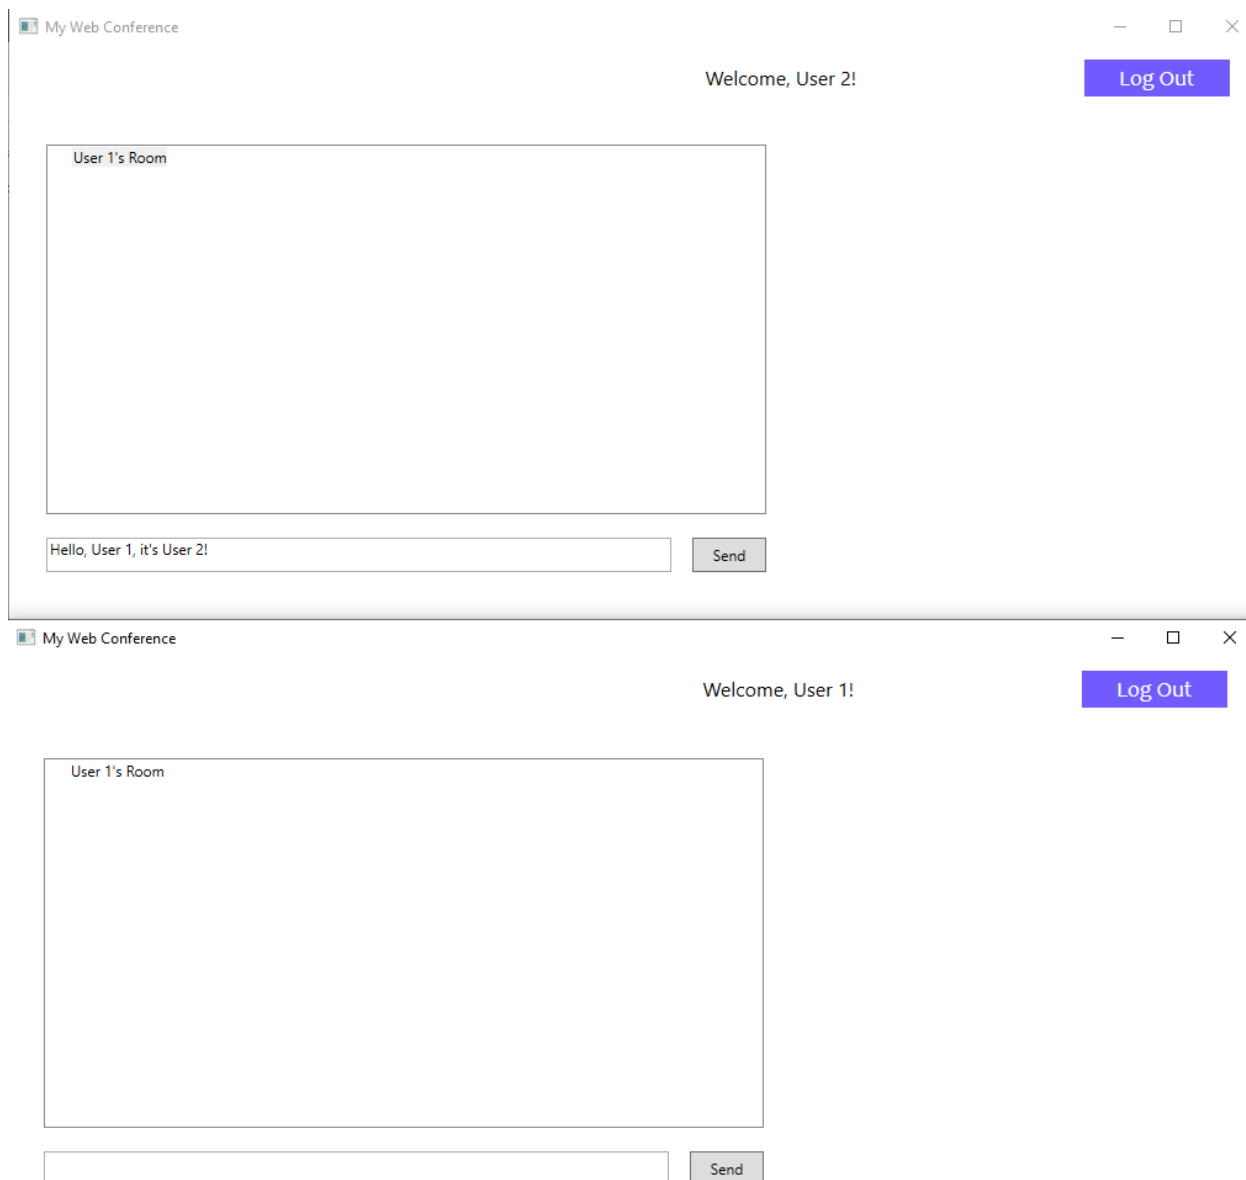 My Web Conference
Welcome, User 2!
Log Out
User 1's Room
Hello, User 1, it's User 2!
Send
My Web Conference
Welcome, User 1!
Log Out
User 1's Room
Send